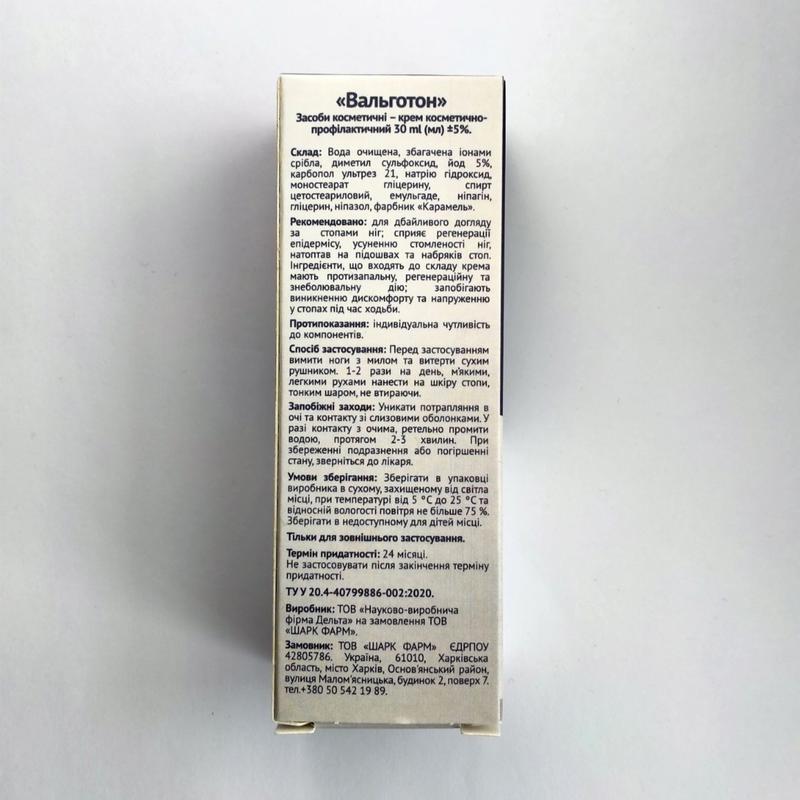 «Вальготон»
Засоби косметичні – крем косметично-
профілактичний 30 ml (мл) ±5%.
Склад: Вода очищена, збагачена іонами
срібла, диметил сульфоксид, йод 5%,
карбопол ультрез 21, натрію гідроксид,
моностеарат гліцерину, спирт
цетостеариловий, емульгаде, ніпагін,
гліцерин, ніпазол, фарбник «Карамель».
Рекомендовано: для дбайливого догляду
за стопами ніг; сприяє регенерації
епідермісу, усуненню стомленості ніг,
натоптав на підошвах та набряків стоп.
Інгредієнти, що входять до складу крема
мають протизапальну, регенераційну та
знеболювальну дію; запобігають
виникненню дискомфорту та напруженню
у стопах під час ходьби.
Протипоказання: індивідуальна чутливість
до компонентів.
Спосіб застосування: Перед застосуванням
вимити ноги з милом та витерти сухим
рушником. 1-2 рази на день, м'якими,
легкими рухами нанести на шкіру стопи,
тонким шаром, не втираючи.
Запобіжні заходи: Уникати потрапляння в
очі та контакту зі слизовими оболонками. У
разі контакту з очима, ретельно промити
водою, протягом 2-3 хвилин. При
збереженні подразнення або погіршенні
стану, зверніться до лікаря.
Умови зберігання: Зберігати в упаковці
виробника в сухому, захищеному від світла
місці, при температурі від 5 °С до 25 °С та
відносній вологості повітря не більше 75 %.
Зберігати в недоступному для дітей місці.
Тільки для зовнішнього застосування.
Термін придатності: 24 місяці.
Не застосовувати після закінчення терміну
придатності.
ТУ У 20.4-40799886-002:2020.
Виробник: ТОВ «Науково-виробнича
фірма Дельта» на замовлення ТОВ
«ШАРК ФАРМ».
Замовник: ТОВ «ШАРК ФАРМ» ЄДРПОУ
42805786. Україна, 61010, Харківська
область, місто Харків, Основ'янський район,
вулиця Малом'ясницька, будинок 2, поверх 7.
тел.+380 50 542 19 89.